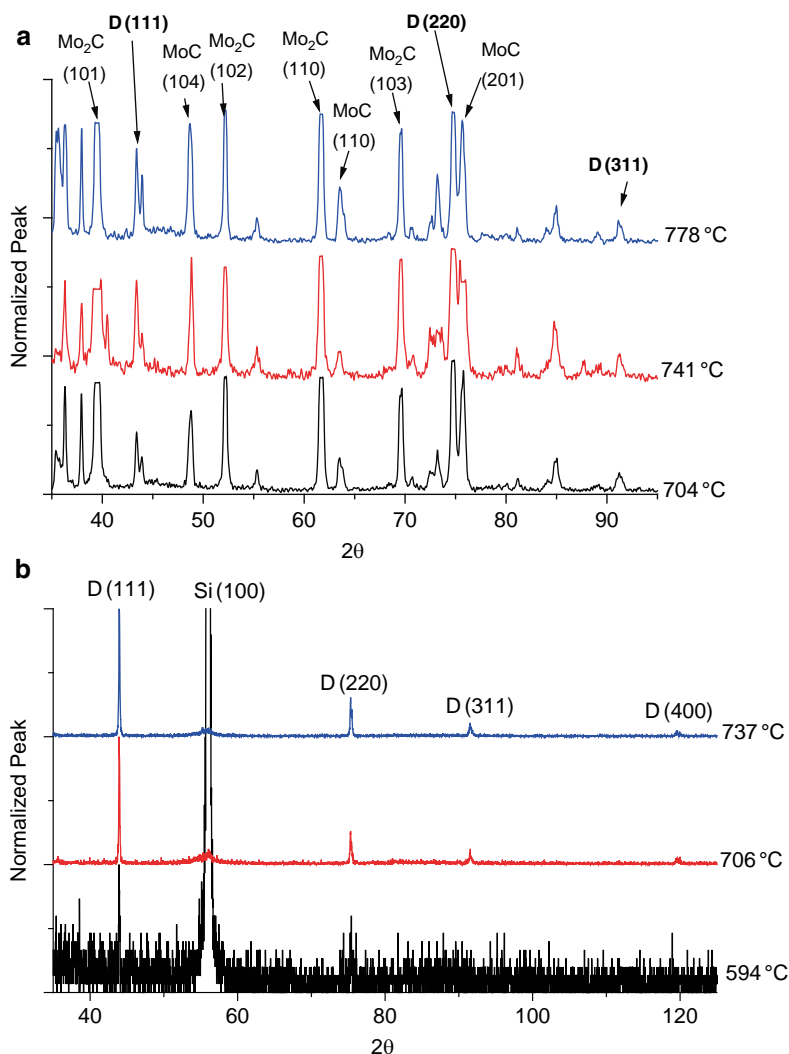 a
D (111)
Mo₂C
(101)
MoC
(104)
Mo₂C
(102)
Mo₂C
(110)
MoC
(110)
Mo₂C
(103)
D (220)
MoC
(201)
D (311)
778 °C
741 °C
704 °C
Normalized Peak
40 50 60 70 80 90
2θ
b
D (111)
Si (100)
D (220)
D (311)
D (400)
737 °C
706 °C
594 °C
Normalized Peak
40 60 80 100 120
2θ